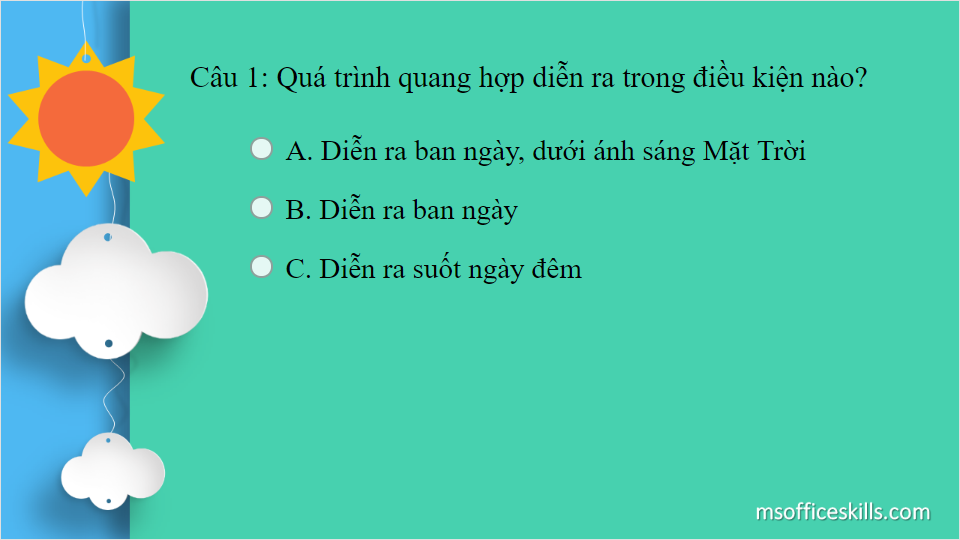 Câu 1: Quá trình quang hợp diễn ra trong điều kiện nào?
A. Diễn ra ban ngày, dưới ánh sáng Mặt Trời
B. Diễn ra ban ngày
C. Diễn ra suốt ngày đêm
msofficeskills.com